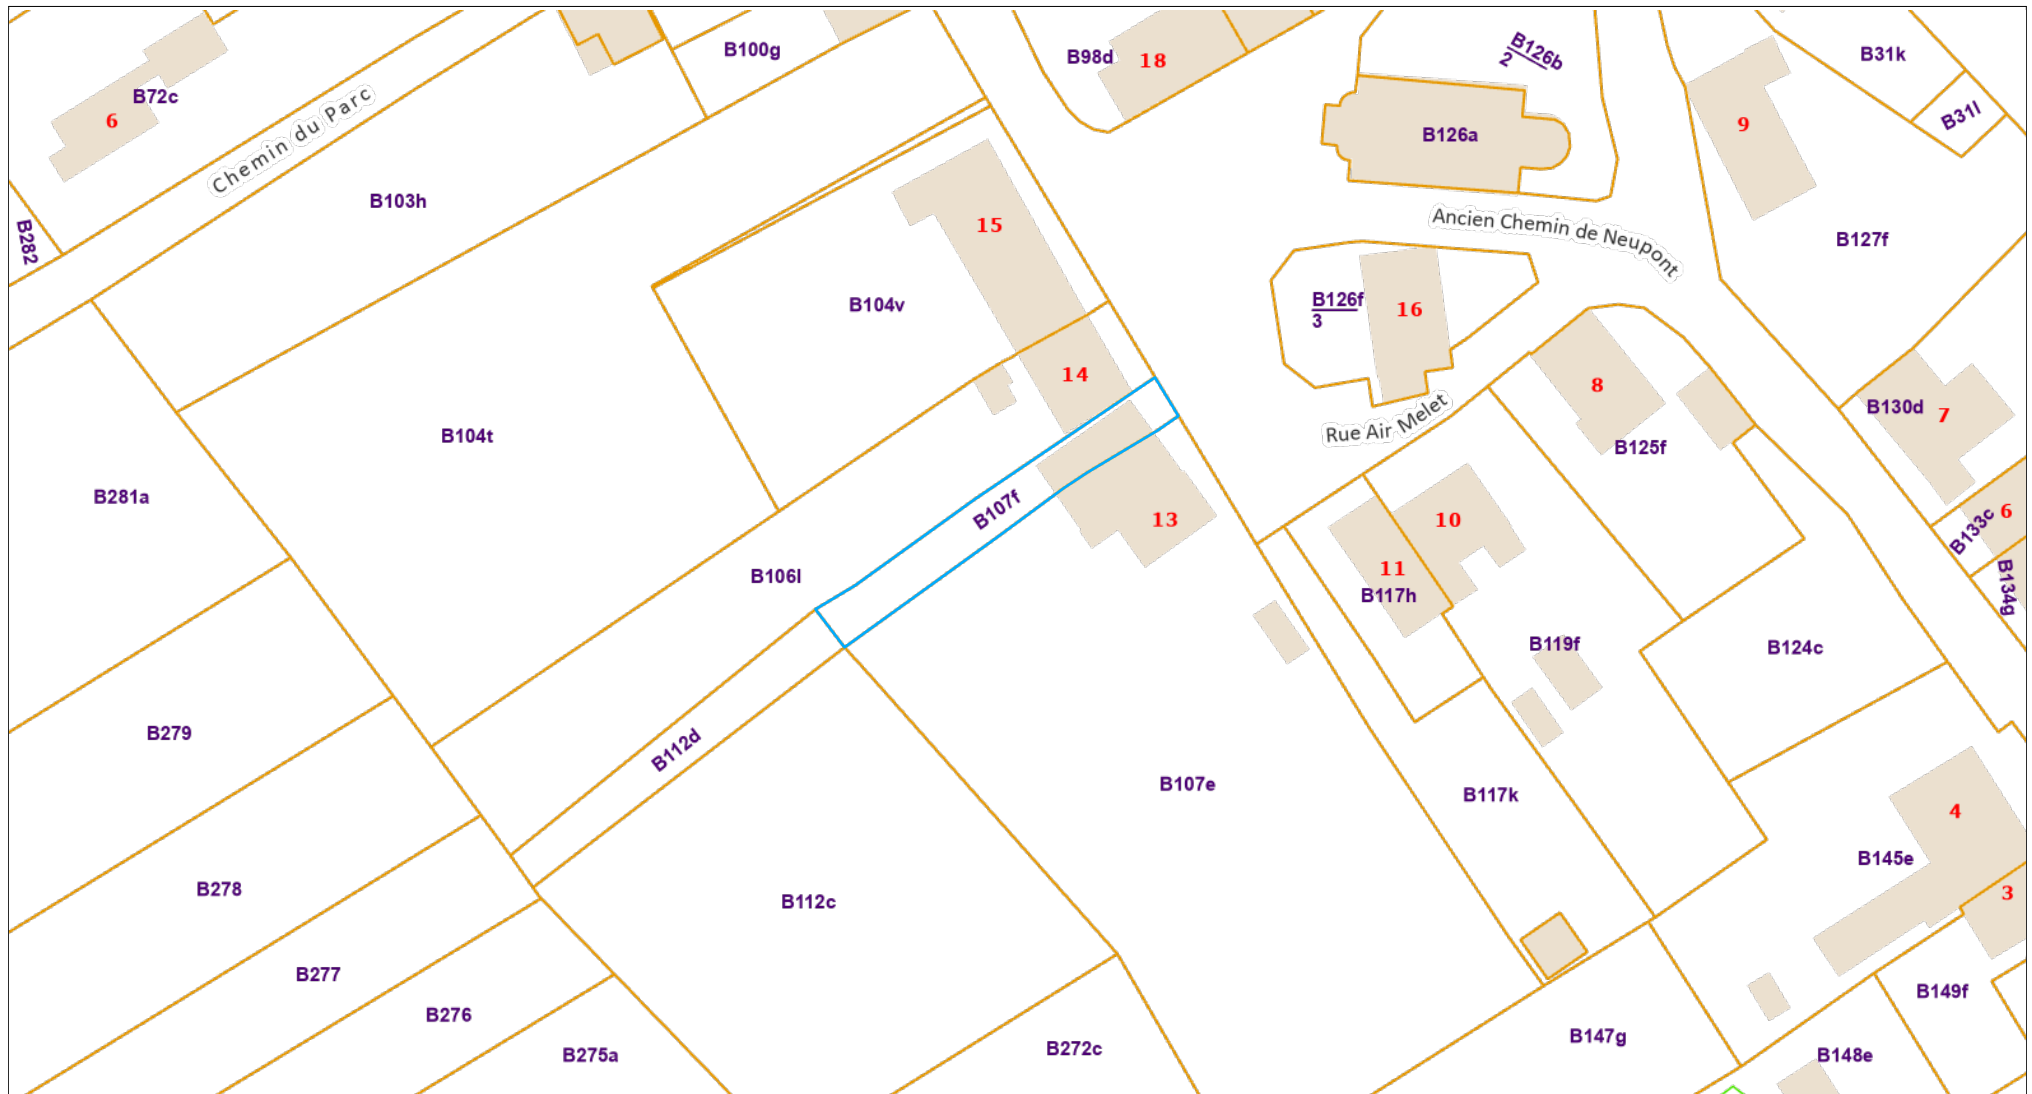 B100g
B98d
18
B126b
2
B31k
B72c
6
Chemin du Parc
9
B31l
B126a
B103h
B282
15
Ancien Chemin de Neupont
B127f
B104v
B126f
3
16
14
8
B130d
7
Rue Air Melet
B104t
B125f
B281a
B107f
13
10
6
B133c
11
B106l
B117h
B134g
B119f
B124c
B279
B112d
B107e
B117k
4
B145e
B278
3
B112c
B277
B149f
B276
B147g
B275a
B272c
B148e